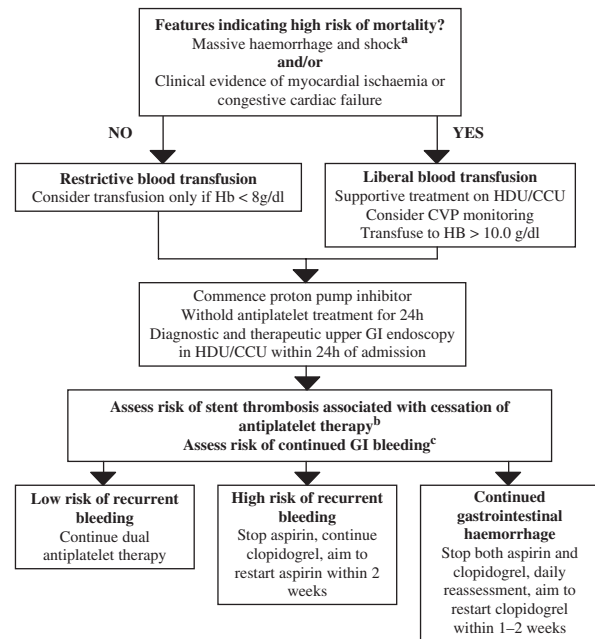 Features indicating high risk of mortality?
Massive haemorrhage and shockᵃ
and/or
Clinical evidence of myocardial ischaemia or
congestive cardiac failure
NO
YES
Restrictive blood transfusion
Consider transfusion only if Hb < 8g/dl
Liberal blood transfusion
Supportive treatment on HDU/CCU
Consider CVP monitoring
Transfuse to HB > 10.0 g/dl
Commence proton pump inhibitor
Withold antiplatelet treatment for 24h
Diagnostic and therapeutic upper GI endoscopy
in HDU/CCU within 24h of admission
Assess risk of stent thrombosis associated with cessation of
antiplatelet therapyᵇ
Assess risk of continued GI bleedingᶜ
Low risk of recurrent
bleeding
Continue dual
antiplatelet therapy
High risk of recurrent
bleeding
Stop aspirin, continue
clopidogrel, aim to
restart aspirin within 2
weeks
Continued
gastrointestinal
haemorrhage
Stop both aspirin and
clopidogrel, daily
reassessment, aim to
restart clopidogrel
within 1–2 weeks